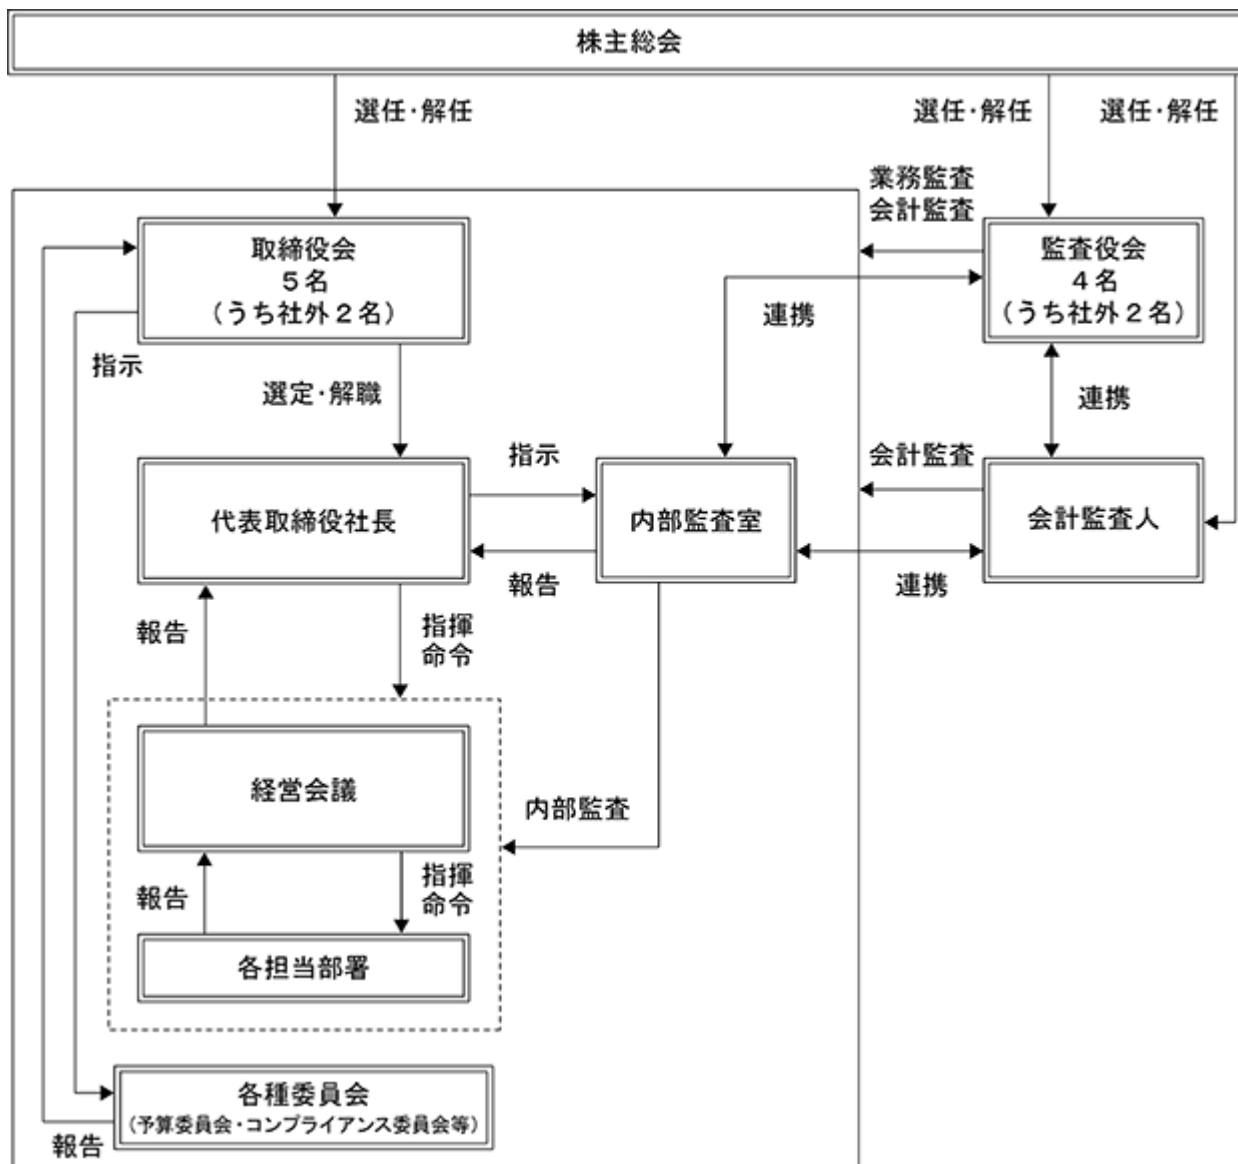 株主総会
選任・解任
選任・解任
選任・解任
業務監査
会計監査
取締役会
５名
（うち社外２名）
監査役会
４名
（うち社外２名）
連携
指示
選定・解職
連携
指示
会計監査
代表取締役社長
内部監査室
会計監査人
報告
連携
報告
指揮
命令
経営会議
内部監査
報告
指揮
命令
各担当部署
各種委員会
（予算委員会・コンプライアンス委員会等）
報告